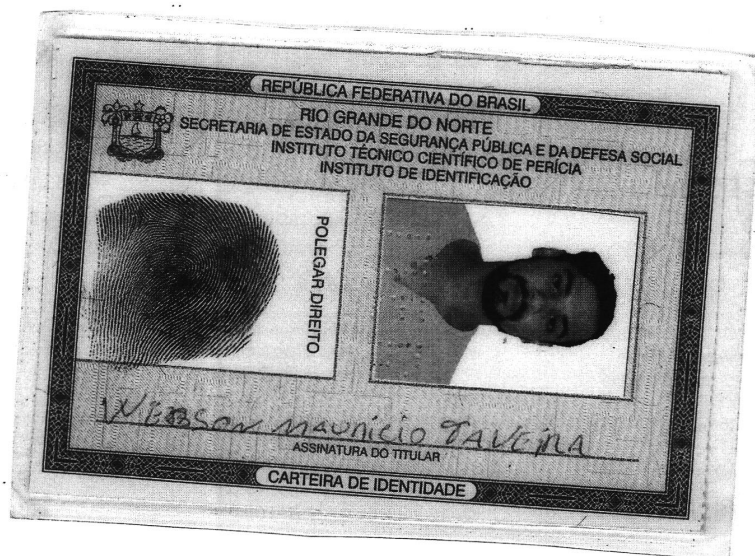 REPÚBLICA FEDERATIVA DO BRASIL
RIO GRANDE DO NORTE
SECRETARIA DE ESTADO DA SEGURANÇA PÚBLICA E DA DEFESA SOCIAL
INSTITUTO TÉCNICO CIENTÍFICO DE PERÍCIA
INSTITUTO DE IDENTIFICAÇÃO
POLEGAR DIREITO
WEBSON MAURÍCIO TAVEIRA
ASSINATURA DO TITULAR
CARTEIRA DE IDENTIDADE